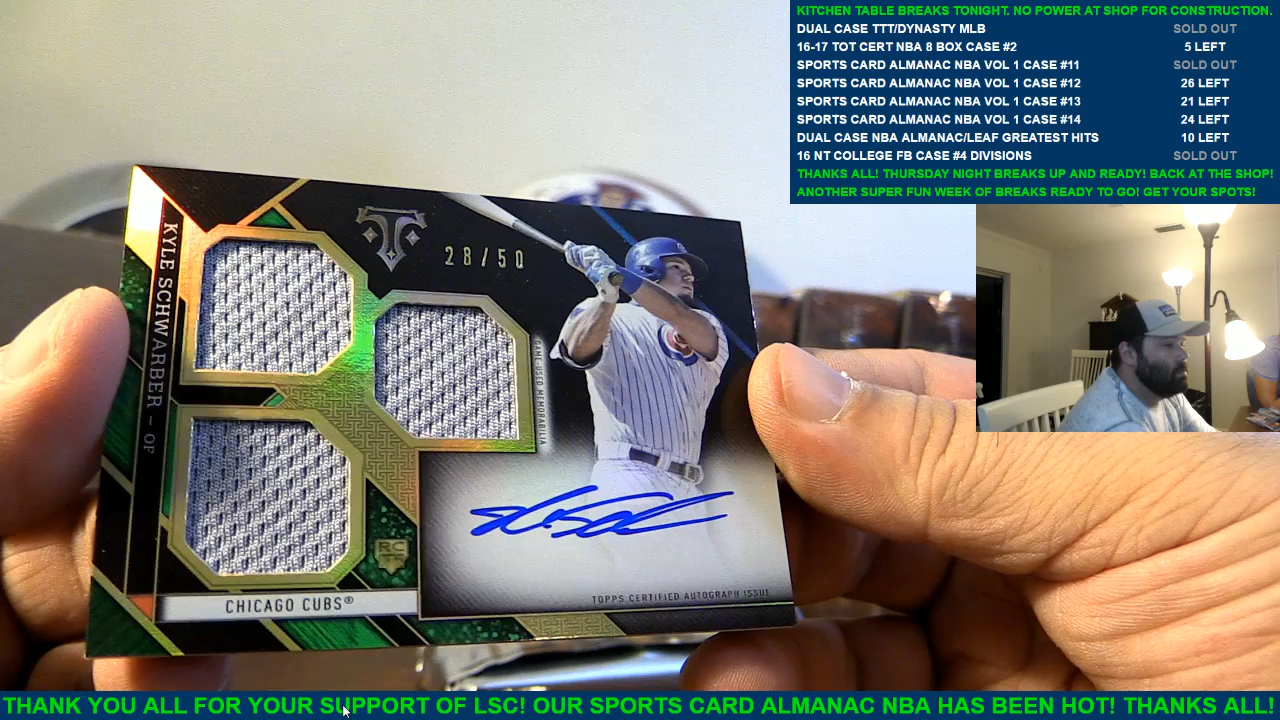 KITCHEN TABLE BREAKS TONIGHT. NO POWER AT SHOP FOR CONSTRUCTION.
DUAL CASE TTT/DYNASTY MLB SOLD OUT
16-17 TOT CERT NBA 8 BOX CASE #2 5 LEFT
SPORTS CARD ALMANAC NBA VOL 1 CASE #11 SOLD OUT
SPORTS CARD ALMANAC NBA VOL 1 CASE #12 26 LEFT
SPORTS CARD ALMANAC NBA VOL 1 CASE #13 21 LEFT
SPORTS CARD ALMANAC NBA VOL 1 CASE #14 24 LEFT
DUAL CASE NBA ALMANAC/LEAF GREATEST HITS 10 LEFT
16 NT COLLEGE FB CASE #4 DIVISIONS SOLD OUT
THANKS ALL! THURSDAY NIGHT BREAKS UP AND READY! BACK AT THE SHOP!
ANOTHER SUPER FUN WEEK OF BREAKS READY TO GO! GET YOUR SPOTS!
KYLE SCHWARBER – OF
28/50
GAME-USED MEMORABILIA
RC
CHICAGO CUBS®
TOPPS CERTIFIED AUTOGRAPH ISSUE
THANK YOU ALL FOR YOUR SUPPORT OF LSC! OUR SPORTS CARD ALMANAC NBA HAS BEEN HOT! THANKS ALL!